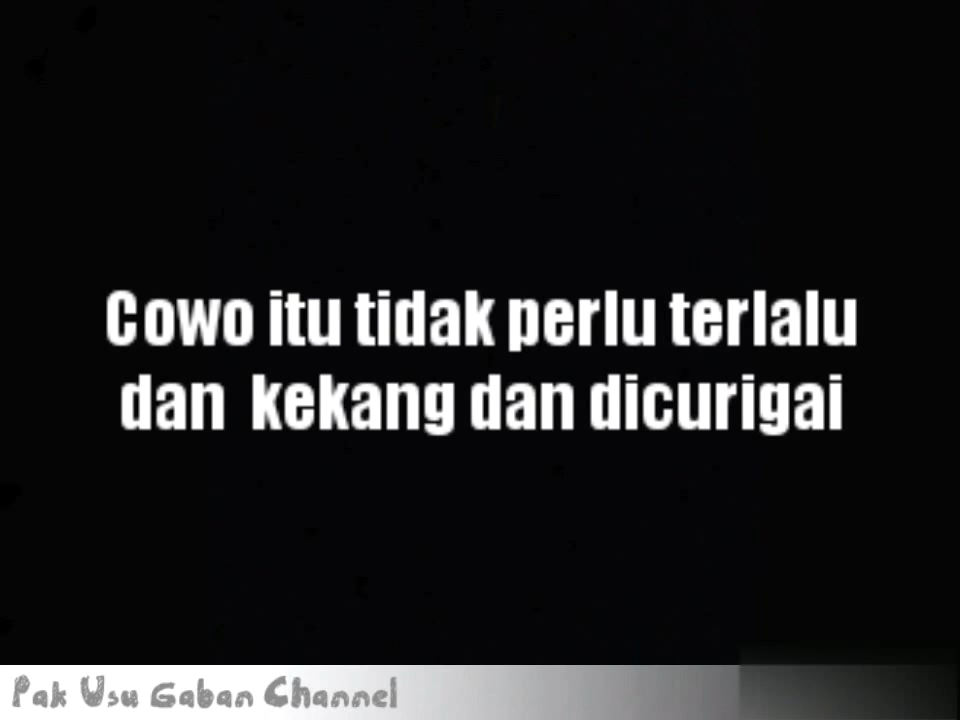 Cowo itu tidak perlu terlalu
dan kekang dan dicurigai
Pak Usu Gaban Channel